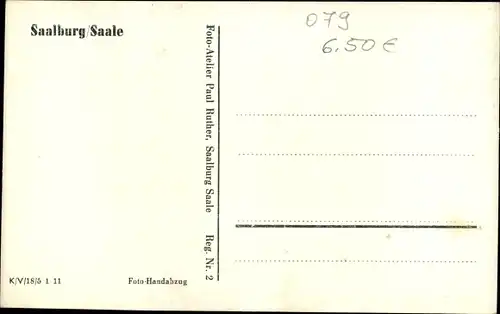 Saalburg/Saale
079
6.50€
Foto-Atelier Paul Ruther, Saalburg Saale Reg. Nr. 2
K/V/18/5 1 11 Foto-Handabzug